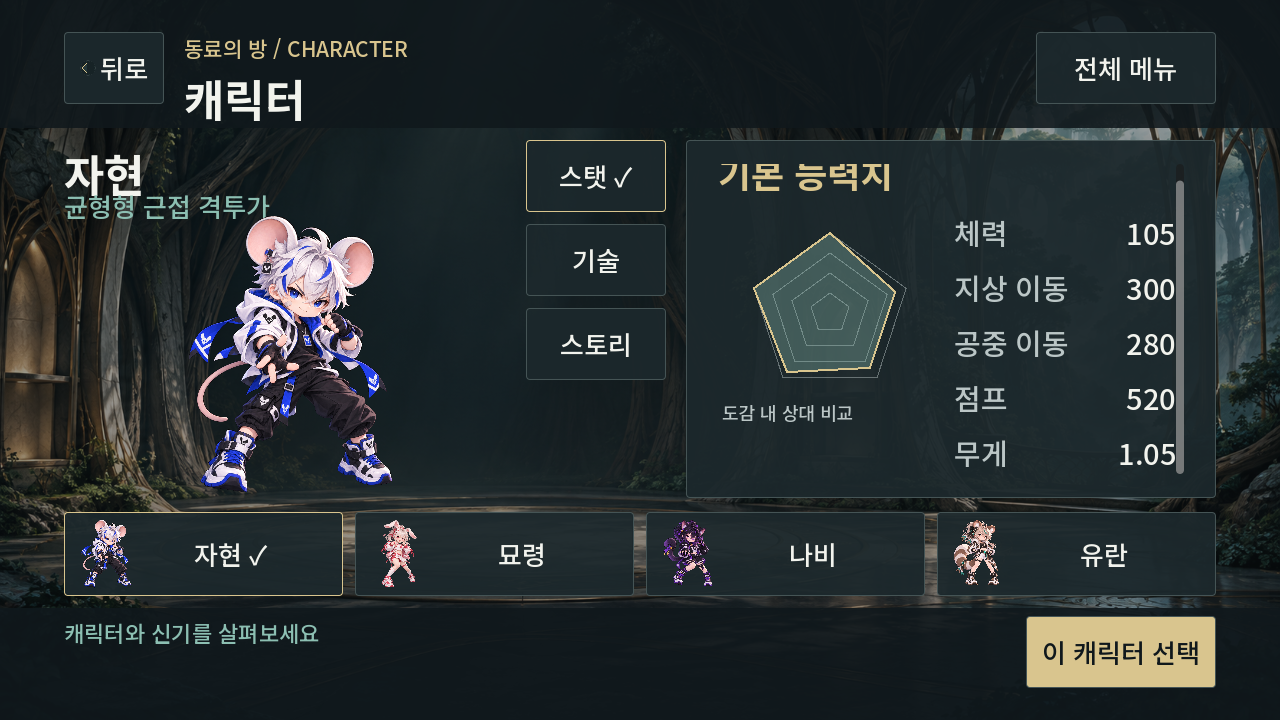 뒤로
동료의 방 / CHARACTER
캐릭터
전체 메뉴
자현
균형형 근접 격투가
스탯 ✓
기술
스토리
기본 능력치
체력 105
지상 이동 300
공중 이동 280
점프 520
무게 1.05
도감 내 상대 비교
자현 ✓
묘령
나비
유란
캐릭터와 신기를 살펴보세요
이 캐릭터 선택